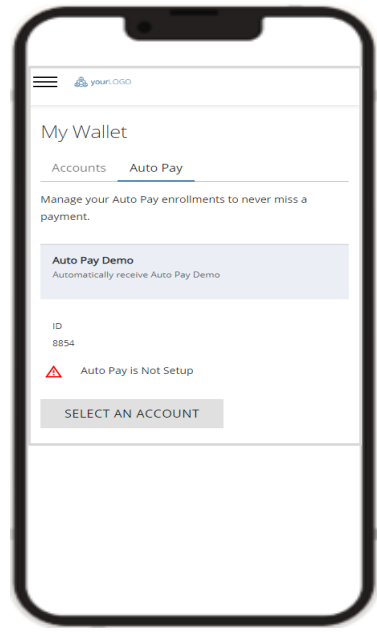 yourLOGO
My Wallet
Accounts Auto Pay
Manage your Auto Pay enrollments to never miss a
payment.
Auto Pay Demo
Automatically receive Auto Pay Demo
ID
8854
Auto Pay is Not Setup
SELECT AN ACCOUNT